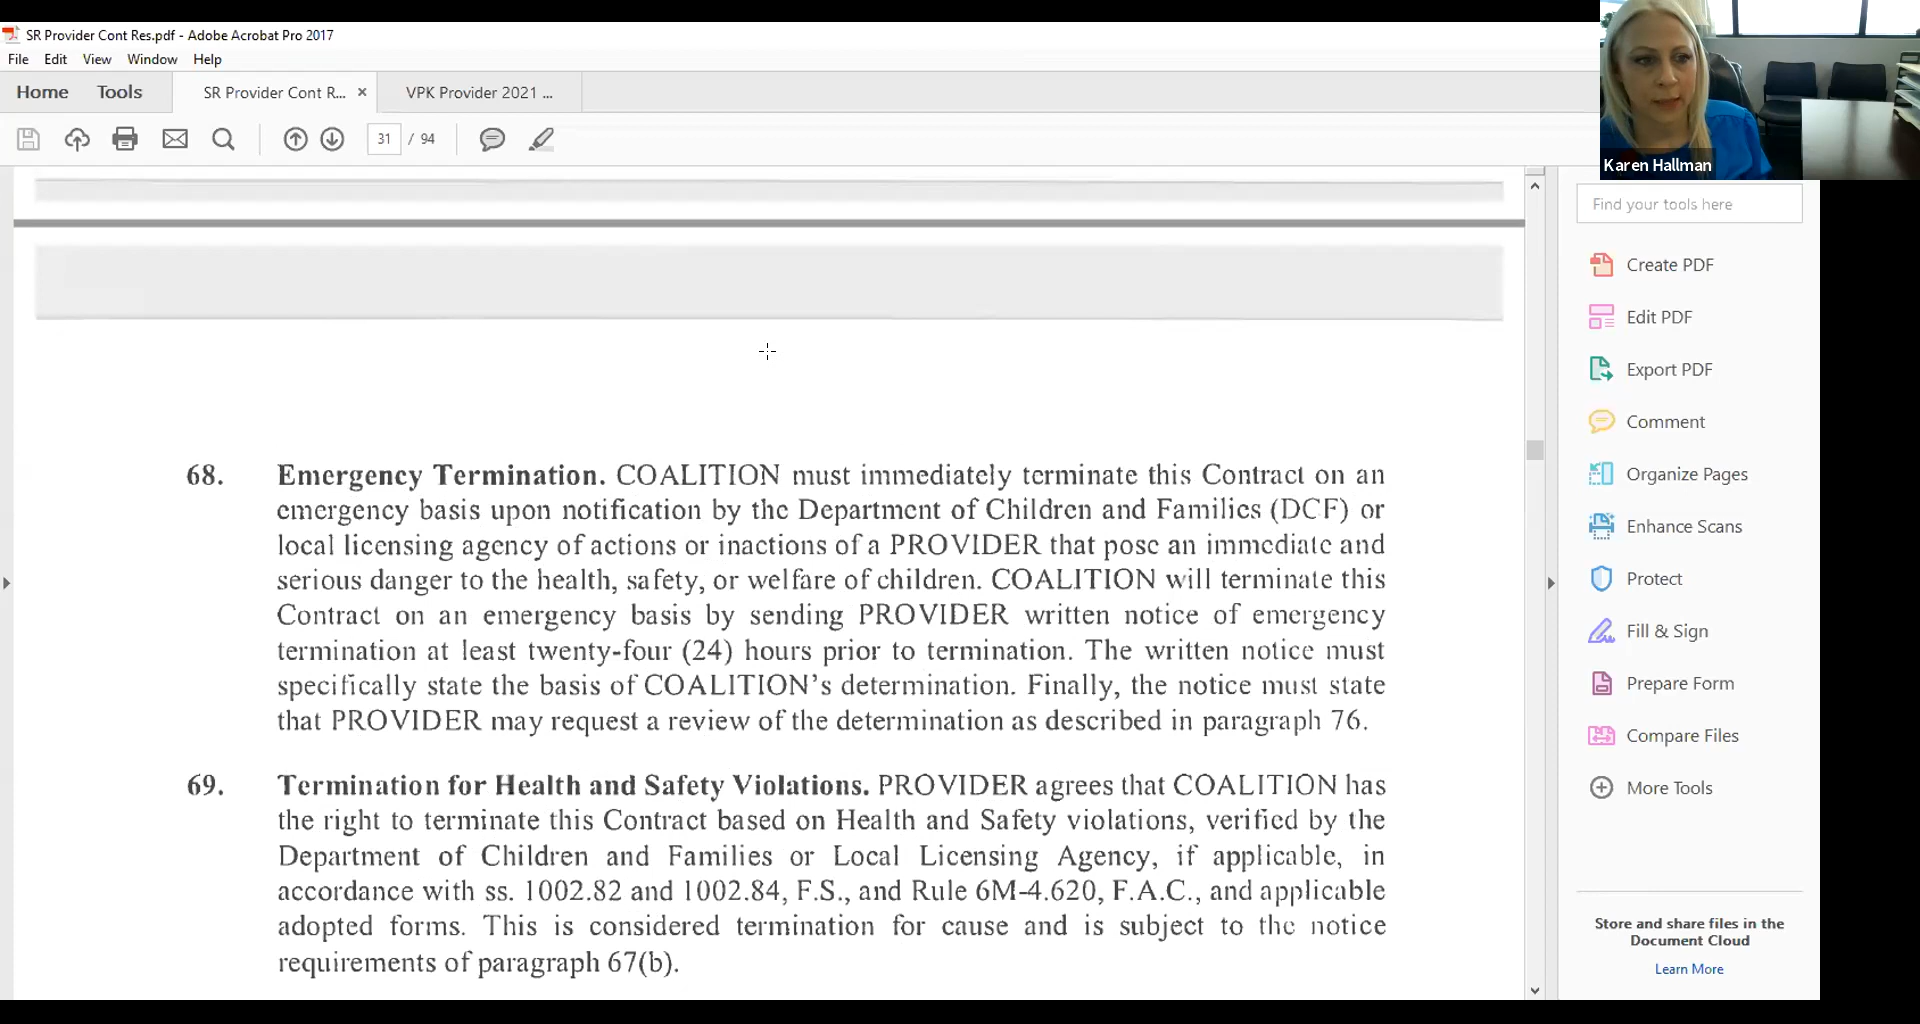 SR Provider Cont Res.pdf - Adobe Acrobat Pro 2017
File Edit View Window Help
Home Tools SR Provider Cont R... × VPK Provider 2021 ...
31 / 94
Karen Hallman
Find your tools here
Create PDF
Edit PDF
Export PDF
Comment
Organize Pages
Enhance Scans
Protect
Fill & Sign
Prepare Form
Compare Files
More Tools
Store and share files in the
Document Cloud
Learn More
68. Emergency Termination. COALITION must immediately terminate this Contract on an
emergency basis upon notification by the Department of Children and Families (DCF) or
local licensing agency of actions or inactions of a PROVIDER that pose an immediate and
serious danger to the health, safety, or welfare of children. COALITION will terminate this
Contract on an emergency basis by sending PROVIDER written notice of emergency
termination at least twenty-four (24) hours prior to termination. The written notice must
specifically state the basis of COALITION's determination. Finally, the notice must state
that PROVIDER may request a review of the determination as described in paragraph 76.
69. Termination for Health and Safety Violations. PROVIDER agrees that COALITION has
the right to terminate this Contract based on Health and Safety violations, verified by the
Department of Children and Families or Local Licensing Agency, if applicable, in
accordance with ss. 1002.82 and 1002.84, F.S., and Rule 6M-4.620, F.A.C., and applicable
adopted forms. This is considered termination for cause and is subject to the notice
requirements of paragraph 67(b).